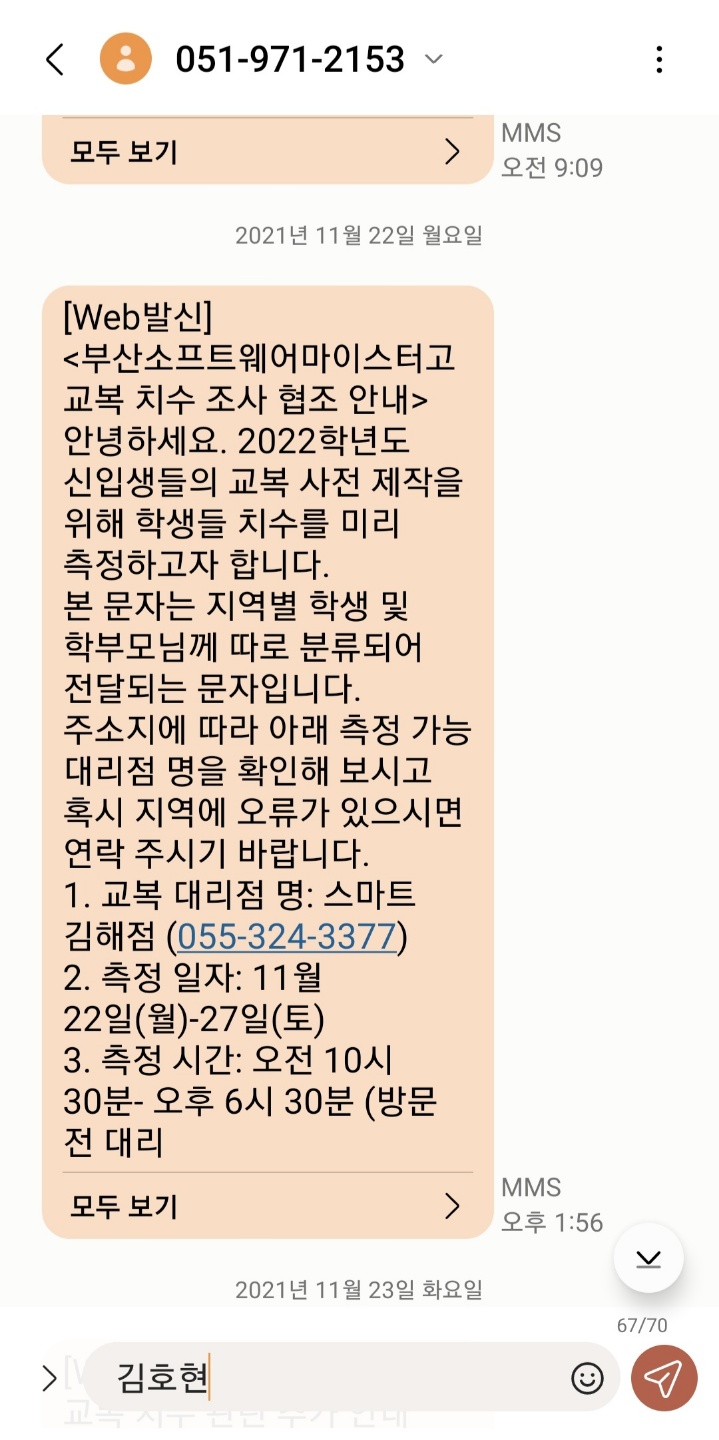 051-971-2153
모두 보기
MMS
오전 9:09
2021년 11월 22일 월요일
[Web발신]
<부산소프트웨어마이스터고
교복 치수 조사 협조 안내>
안녕하세요. 2022학년도
신입생들의 교복 사전 제작을
위해 학생들 치수를 미리
측정하고자 합니다.
본 문자는 지역별 학생 및
학부모님께 따로 분류되어
전달되는 문자입니다.
주소지에 따라 아래 측정 가능
대리점 명을 확인해 보시고
혹시 지역에 오류가 있으시면
연락 주시기 바랍니다.
1. 교복 대리점 명: 스마트
김해점 (055-324-3377)
2. 측정 일자: 11월
22일(월)-27일(토)
3. 측정 시간: 오전 10시
30분- 오후 6시 30분 (방문
전 대리
모두 보기
MMS
오후 1:56
2021년 11월 23일 화요일
67/70
김호현
교복 치수 관련 추가 안내